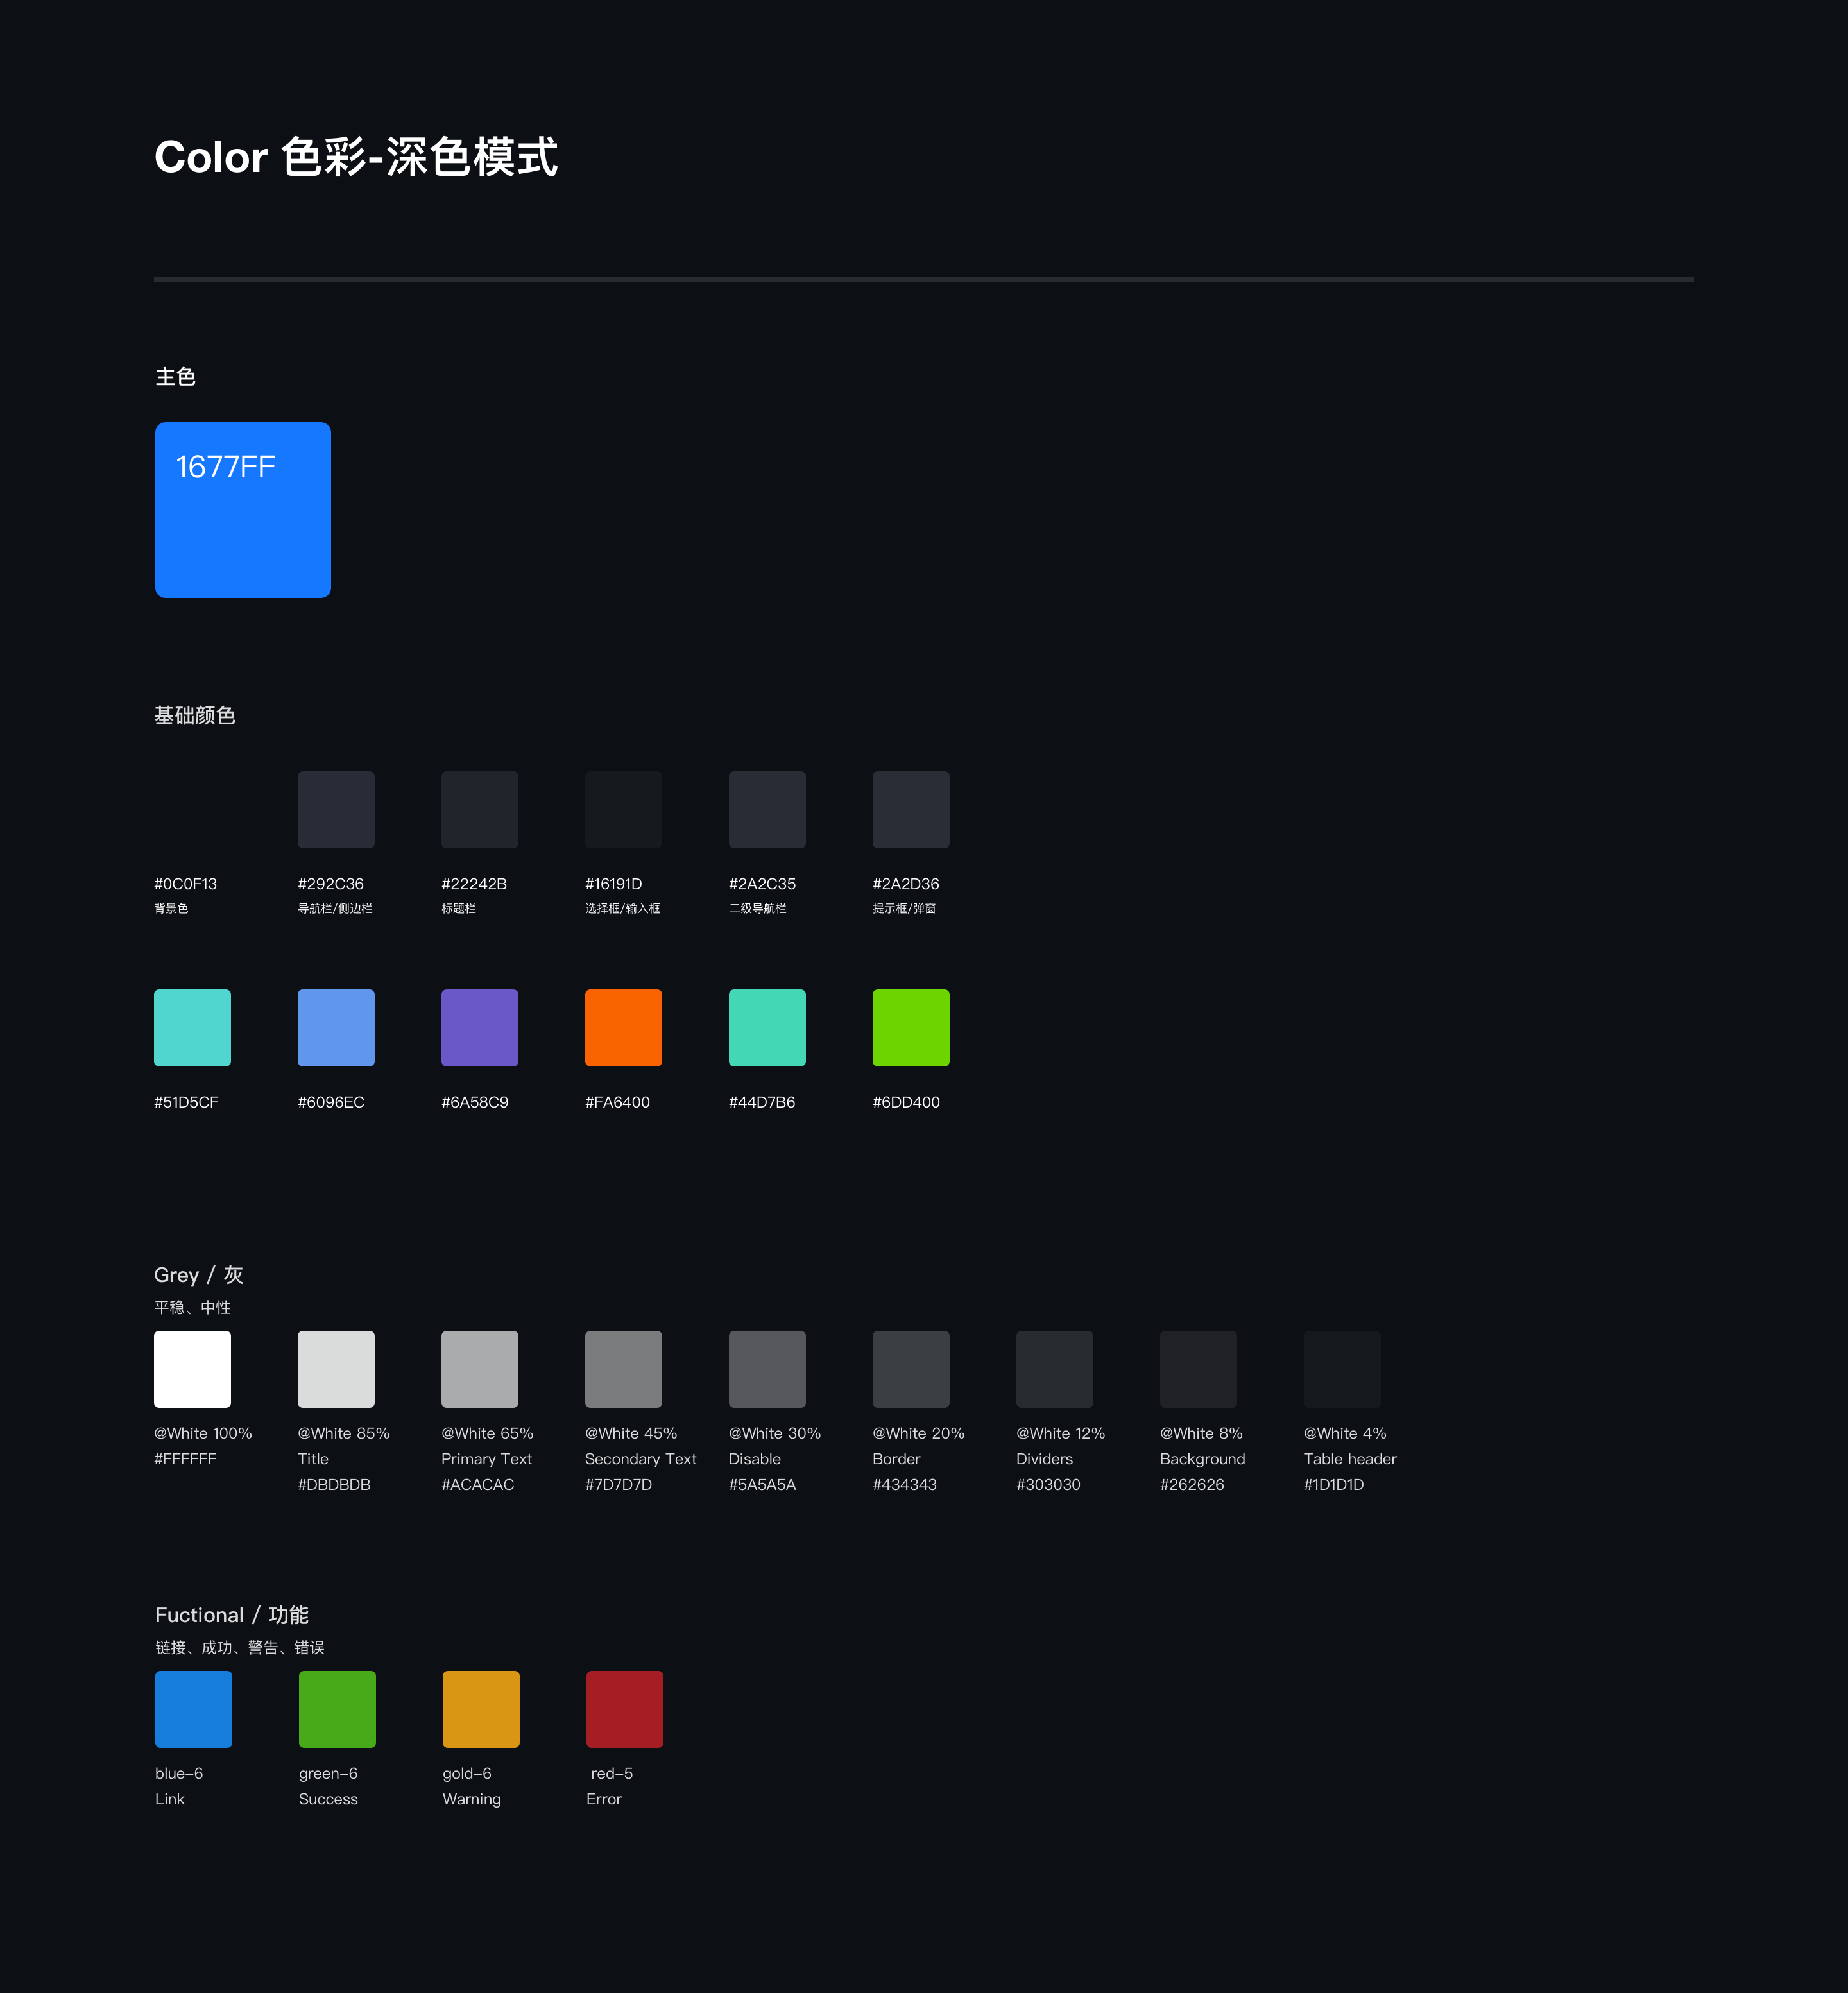 Color 色彩-深色模式
主色
1677FF
基础颜色
#0C0F13 #292C36 #22242B #16191D #2A2C35 #2A2D36
背景色 导航栏/侧边栏 标题栏 选择框/输入框 二级导航栏 提示框/弹窗
#51D5CF #6096EC #6A58C9 #FA6400 #44D7B6 #6DD400
Grey / 灰
平稳、中性
@White 100% @White 85% @White 65% @White 45% @White 30% @White 20% @White 12% @White 8% @White 4%
#FFFFFF Title Primary Text Secondary Text Disable Border Dividers Background Table header
#DBDBDB #ACACAC #7D7D7D #5A5A5A #434343 #303030 #262626 #1D1D1D
Fuctional / 功能
链接、成功、警告、错误
blue–6 green–6 gold–6 red–5
Link Success Warning Error